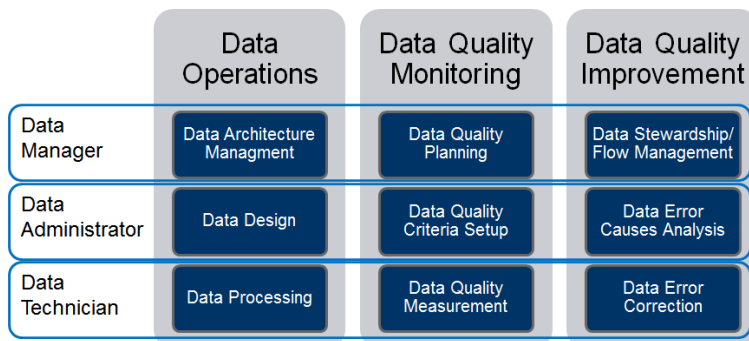 Data
Operations
Data Quality
Monitoring
Data Quality
Improvement
Data
Manager
Data Architecture
Managment
Data Quality
Planning
Data Stewardship/
Flow Management
Data
Administrator
Data Design
Data Quality
Criteria Setup
Data Error
Causes Analysis
Data
Technician
Data Processing
Data Quality
Measurement
Data Error
Correction